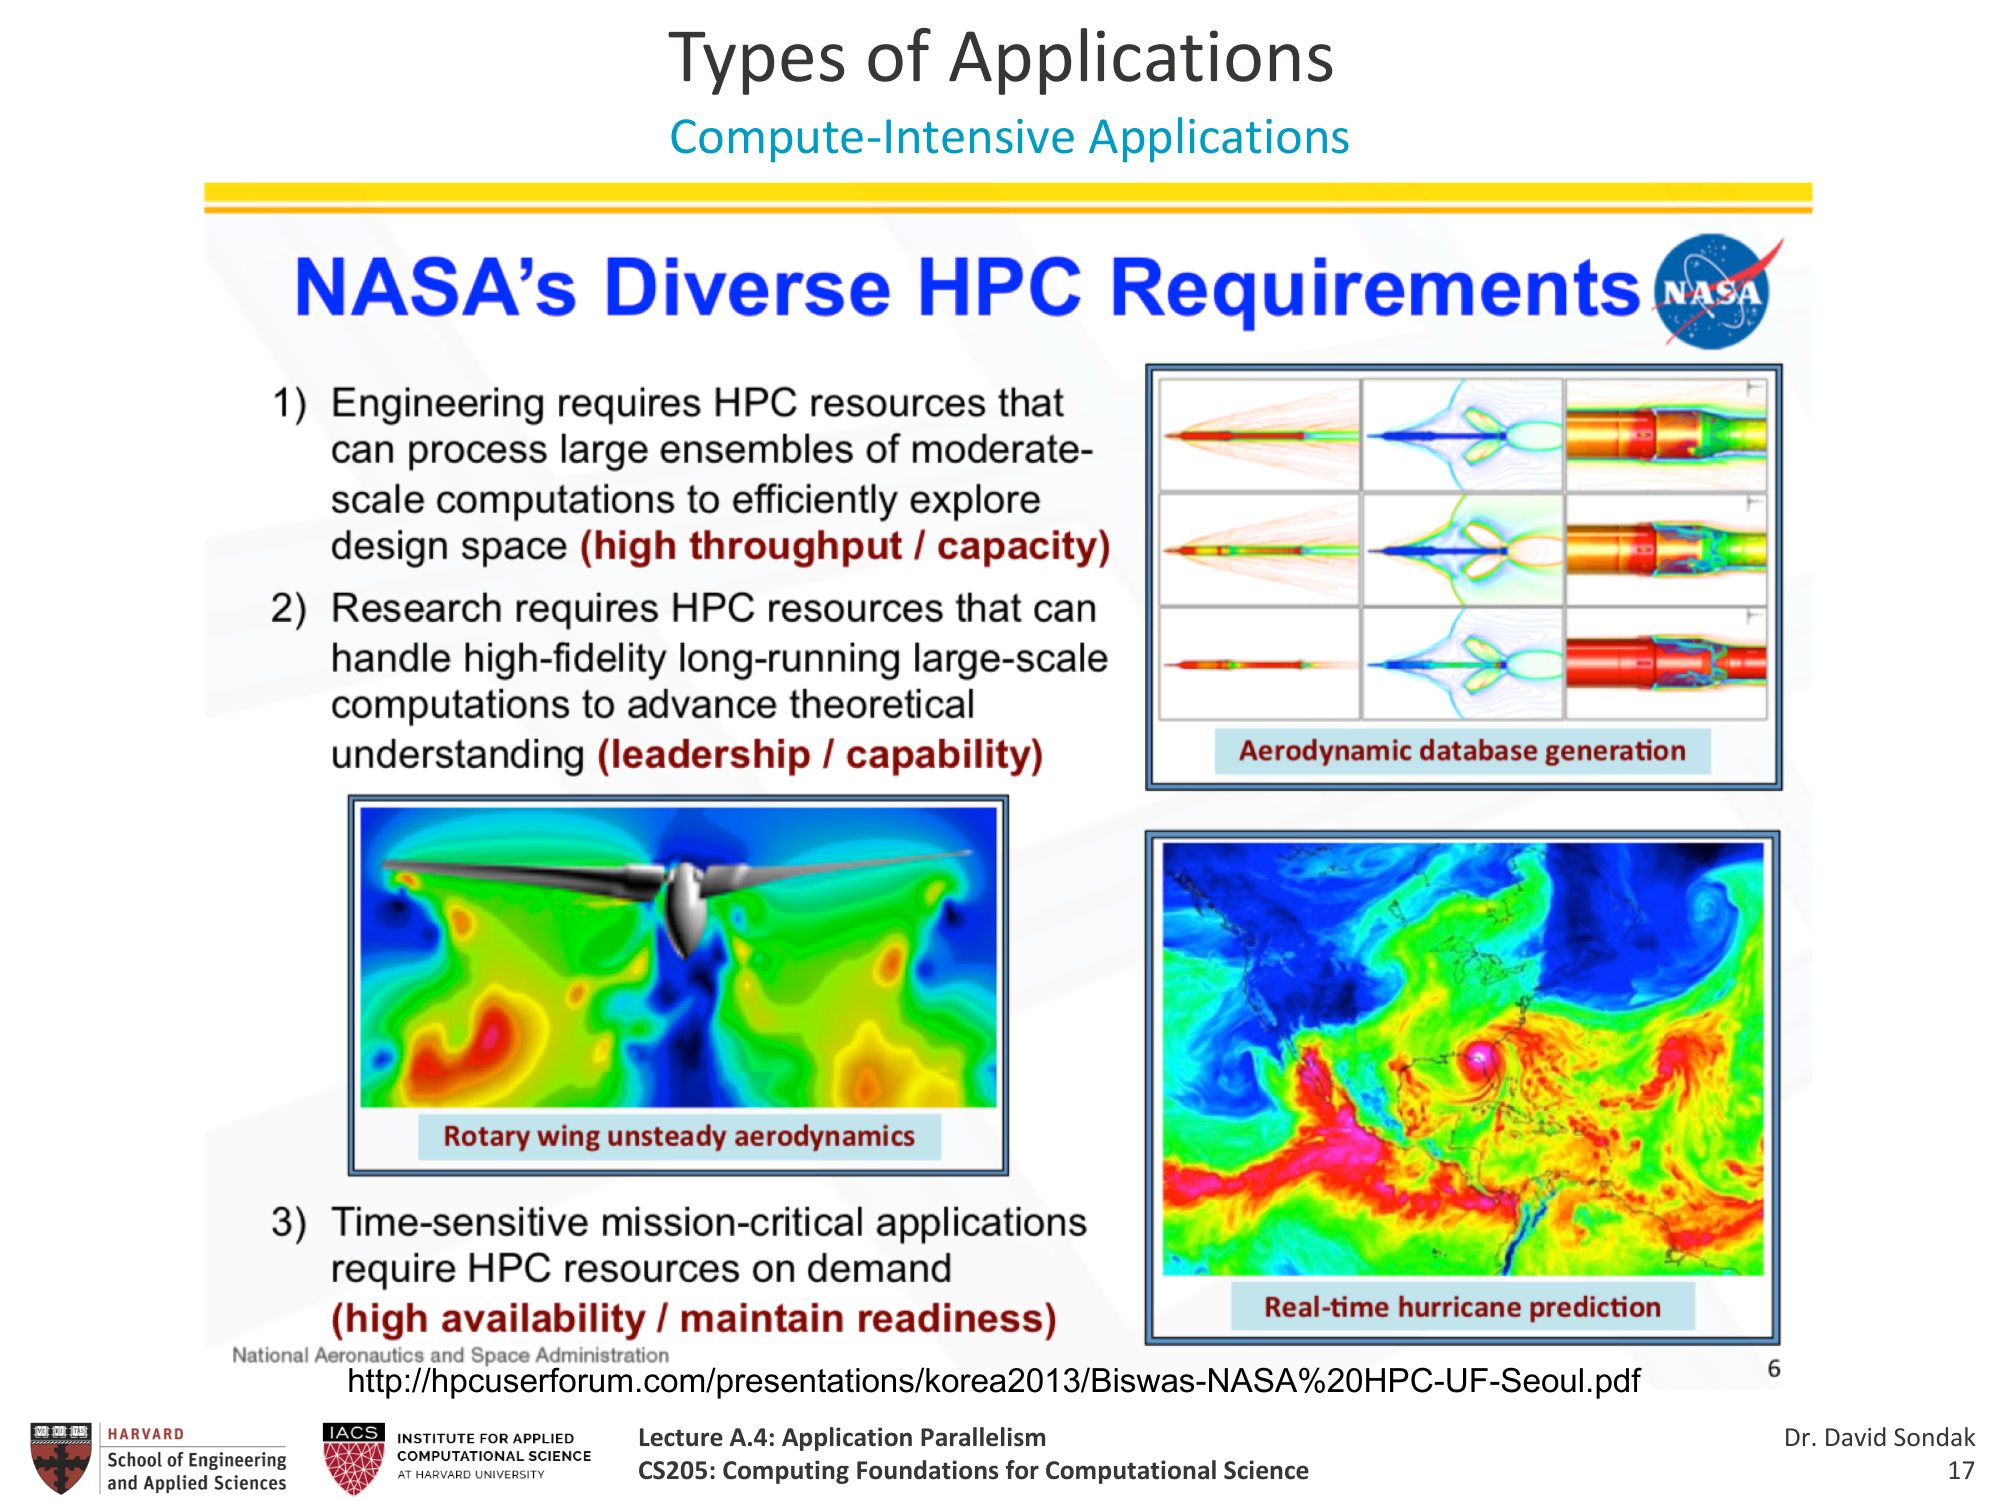 Types of Applications
Compute-Intensive Applications
NASA's Diverse HPC Requirements
NASA
1) Engineering requires HPC resources that
can process large ensembles of moderate-
scale computations to efficiently explore
design space (high throughput / capacity)
2) Research requires HPC resources that can
handle high-fidelity long-running large-scale
computations to advance theoretical
understanding (leadership / capability)
Aerodynamic database generation
Rotary wing unsteady aerodynamics
3) Time-sensitive mission-critical applications
require HPC resources on demand
(high availability / maintain readiness)
Real-time hurricane prediction
National Aeronautics and Space Administration
6
http://hpcuserforum.com/presentations/korea2013/Biswas-NASA%20HPC-UF-Seoul.pdf
HARVARD
School of Engineering
and Applied Sciences
IACS
INSTITUTE FOR APPLIED
COMPUTATIONAL SCIENCE
AT HARVARD UNIVERSITY
Lecture A.4: Application Parallelism
CS205: Computing Foundations for Computational Science
Dr. David Sondak
17